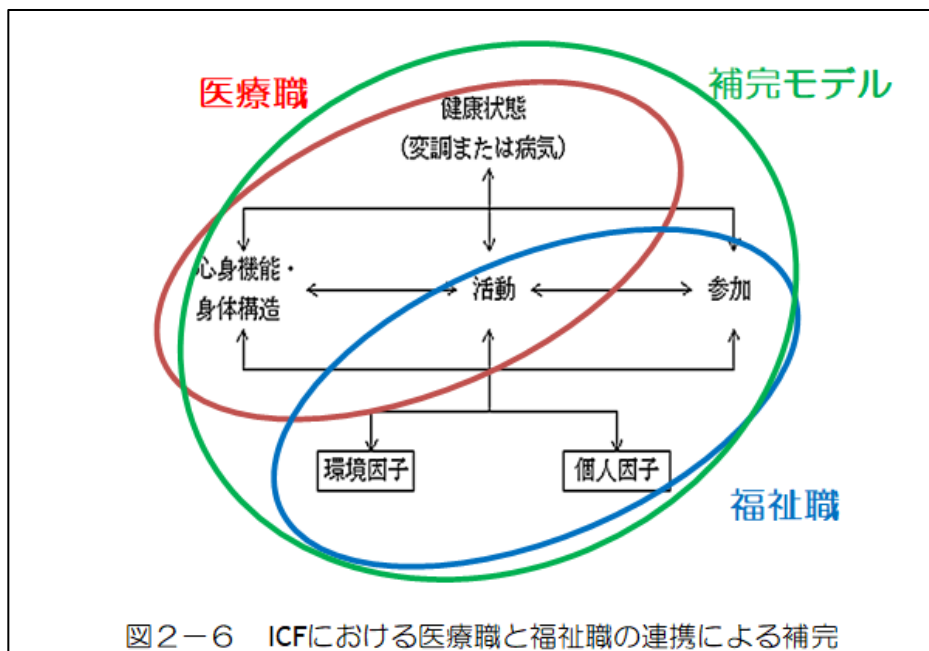 医療職
補完モデル
健康状態
(変調または病気)
心身機能・
身体構造
活動
参加
環境因子
個人因子
福祉職
図2-6 ICFにおける医療職と福祉職の連携による補完